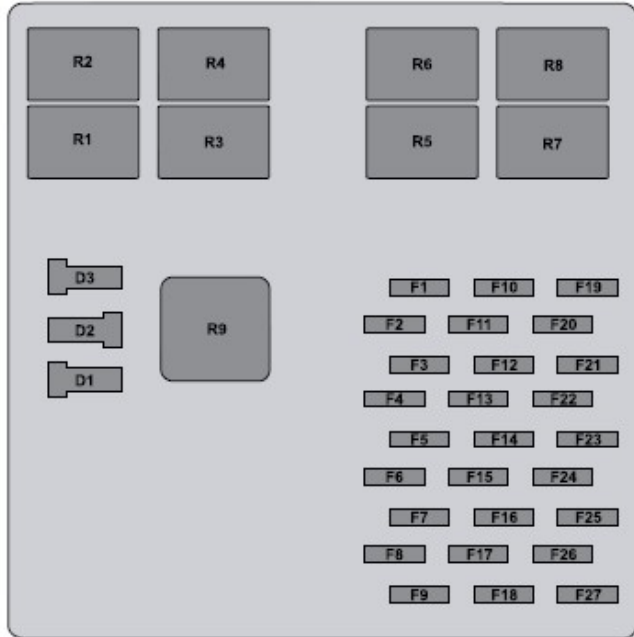 R2 R4 R6 R8
R1 R3 R5 R7
D3
F1 F10 F19
F2 F11 F20
D2 R9
F3 F12 F21
D1
F4 F13 F22
F5 F14 F23
F6 F15 F24
F7 F16 F25
F8 F17 F26
F9 F18 F27